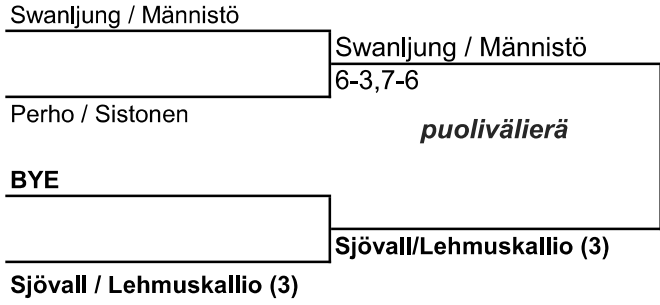 Swanljung / Männistö
Swanljung / Männistö
6-3,7-6
Perho / Sistonen
puolivälierä
BYE
Sjövall/Lehmuskallio (3)
Sjövall / Lehmuskallio (3)